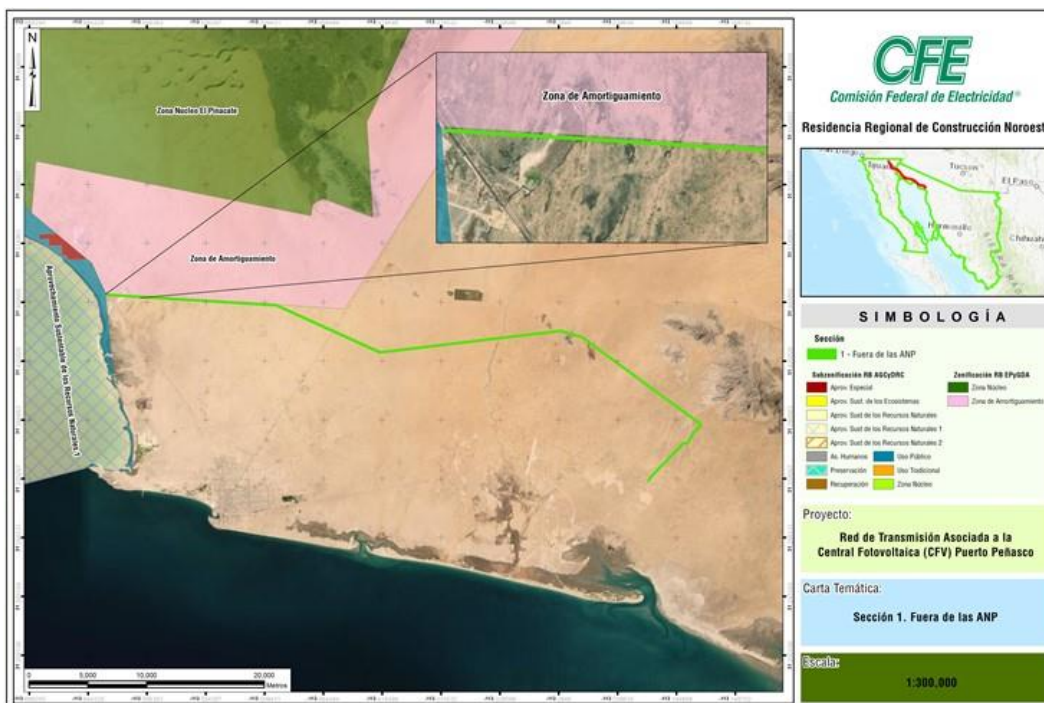 N
Zona Nucleo El Pinacate
Zona de Amortiguamiento
Zona de Amortiguamiento
Aprovechamiento Sustentable de los Recursos Naturales 1
0 5,000 10,000 20,000
Metros
CFE
Comisión Federal de Electricidad®
Residencia Regional de Construcción Noroest
Tucson
El Paso
Hermosillo
Chihuahu
SIMBOLOGÍA
Sección
1 - Fuera de las ANP
Subzonificación RB AGCyDRC
Aprov. Especial
Aprov. Sust. de los Ecosistemas
Aprov. Sust de los Recursos Naturales
Aprov. Sust de los Recursos Naturales 1
Aprov. Sust de los Recursos Naturales 2
As. Humanos
Uso Público
Preservación
Uso Tradicional
Recuperación
Zona Núcleo
Zonificación RB EPyGDA
Zona Núcleo
Zona de Amortiguamiento
Proyecto:
Red de Transmisión Asociada a la
Central Fotovoltaica (CFV) Puerto Peñasco
Carta Temática:
Sección 1. Fuera de las ANP
Escala:
1:300,000